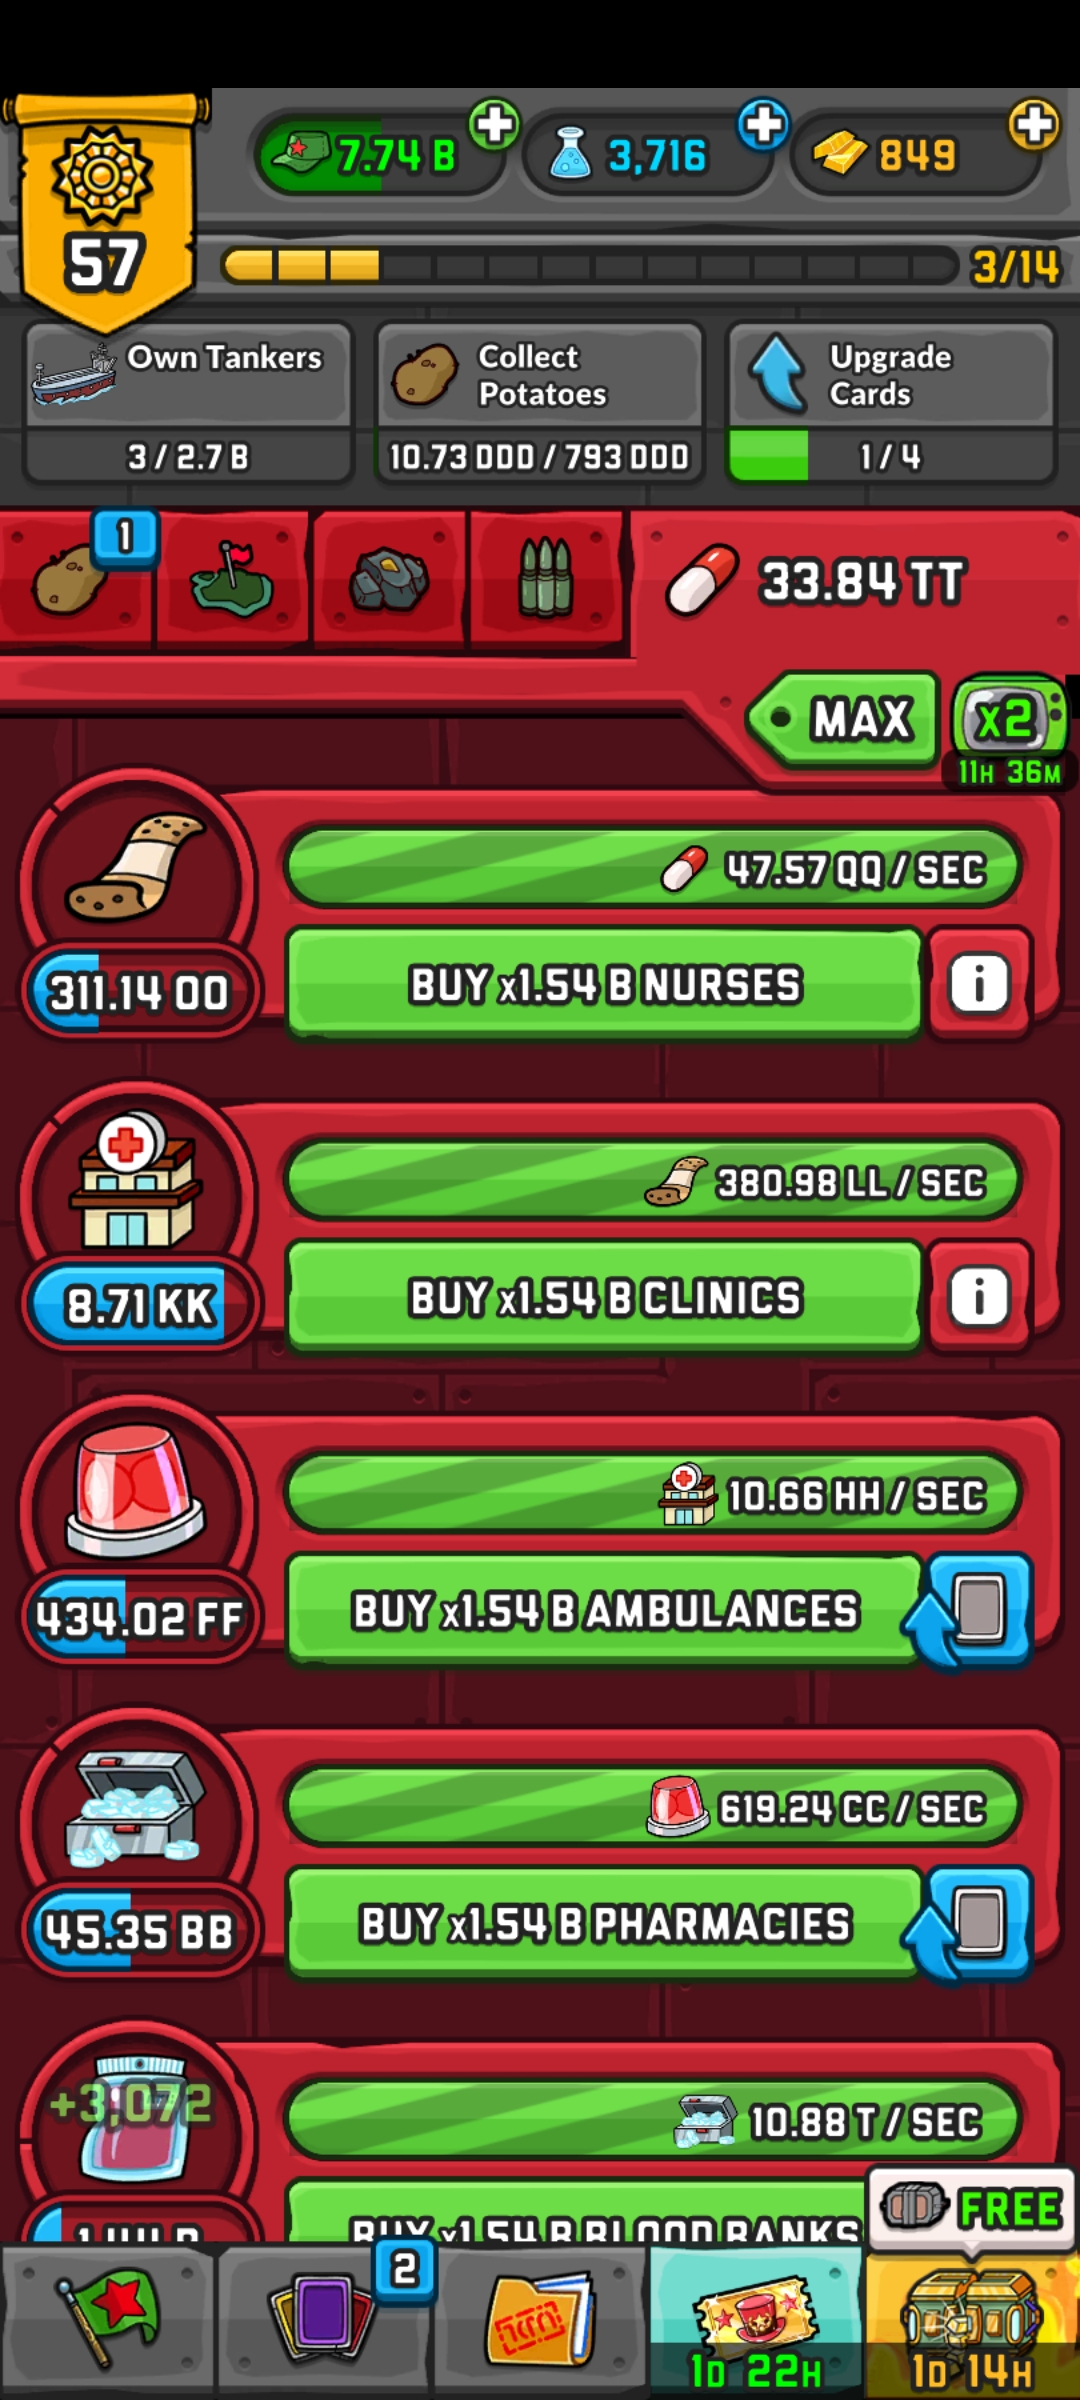 7.74 B
3,716
849
57
3/14
Own Tankers
3 / 2.7 B
Collect
Potatoes
10.73 DDD / 793 DDD
Upgrade
Cards
1 / 4
1
33.84 TT
MAX
x2
11H 36M
47.57 QQ / SEC
311.14 OO
BUY x1.54 B NURSES
i
380.98 LL / SEC
8.71 KK
BUY x1.54 B CLINICS
i
10.66 HH / SEC
434.02 FF
BUY x1.54 B AMBULANCES
619.24 CC / SEC
45.35 BB
BUY x1.54 B PHARMACIES
+3,072
10.88 T / SEC
BUY x1.54 B BLOOD BANKS
FREE
2
1D 22H
1D 14H